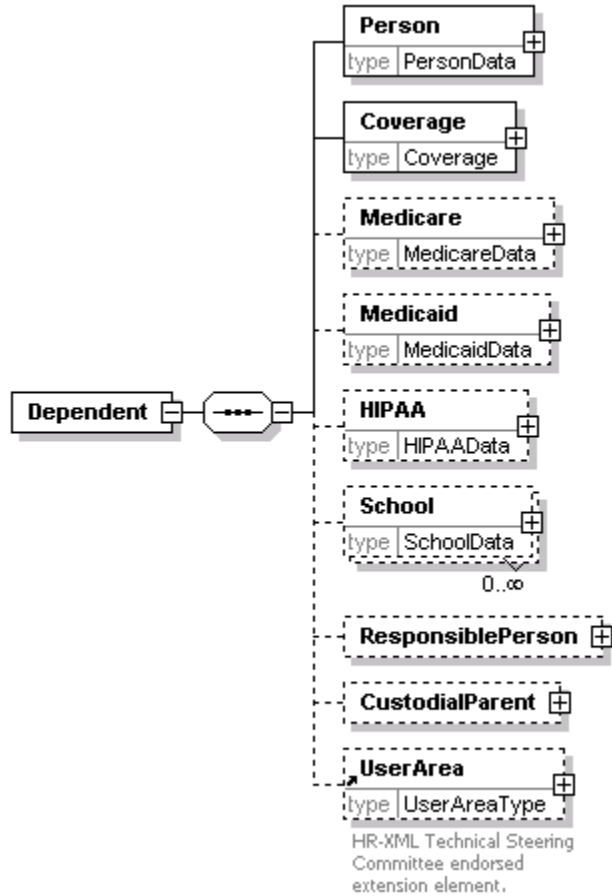 Person
type PersonData
Coverage
type Coverage
Medicare
type MedicareData
Medicaid
type MedicaidData
Dependent
HIPAA
type HIPAAData
School
type SchoolData
0..∞
ResponsiblePerson
CustodialParent
UserArea
type UserAreaType
HR-XML Technical Steering
Committee endorsed
extension element.